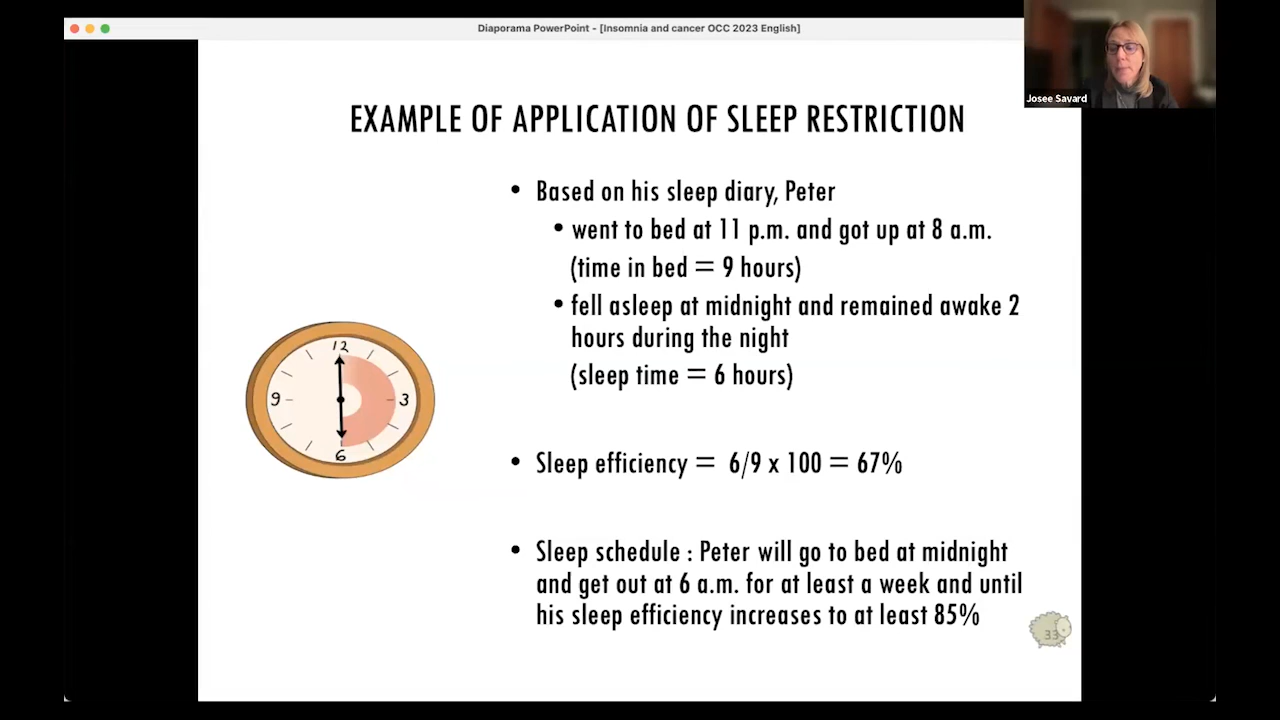 Diaporama PowerPoint - [Insomnia and cancer OCC 2023 English]
Josee Savard
EXAMPLE OF APPLICATION OF SLEEP RESTRICTION
• Based on his sleep diary, Peter
• went to bed at 11 p.m. and got up at 8 a.m.
(time in bed = 9 hours)
• fell asleep at midnight and remained awake 2
hours during the night
(sleep time = 6 hours)
12
9
3
6
• Sleep efficiency = 6/9 x 100 = 67%
• Sleep schedule : Peter will go to bed at midnight
and get out at 6 a.m. for at least a week and until
his sleep efficiency increases to at least 85%
33